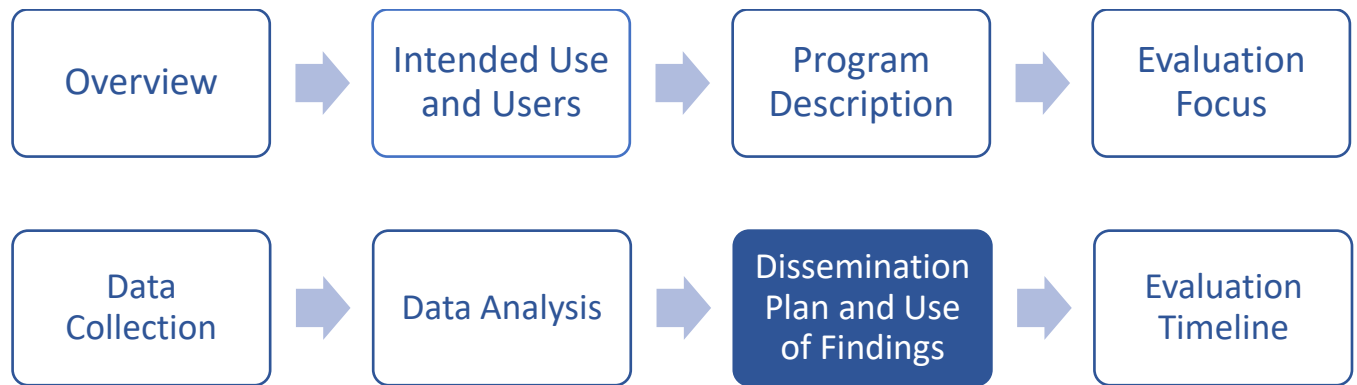 Overview
Intended Use
and Users
Program
Description
Evaluation
Focus
Data
Collection
Data Analysis
Dissemination
Plan and Use
of Findings
Evaluation
Timeline